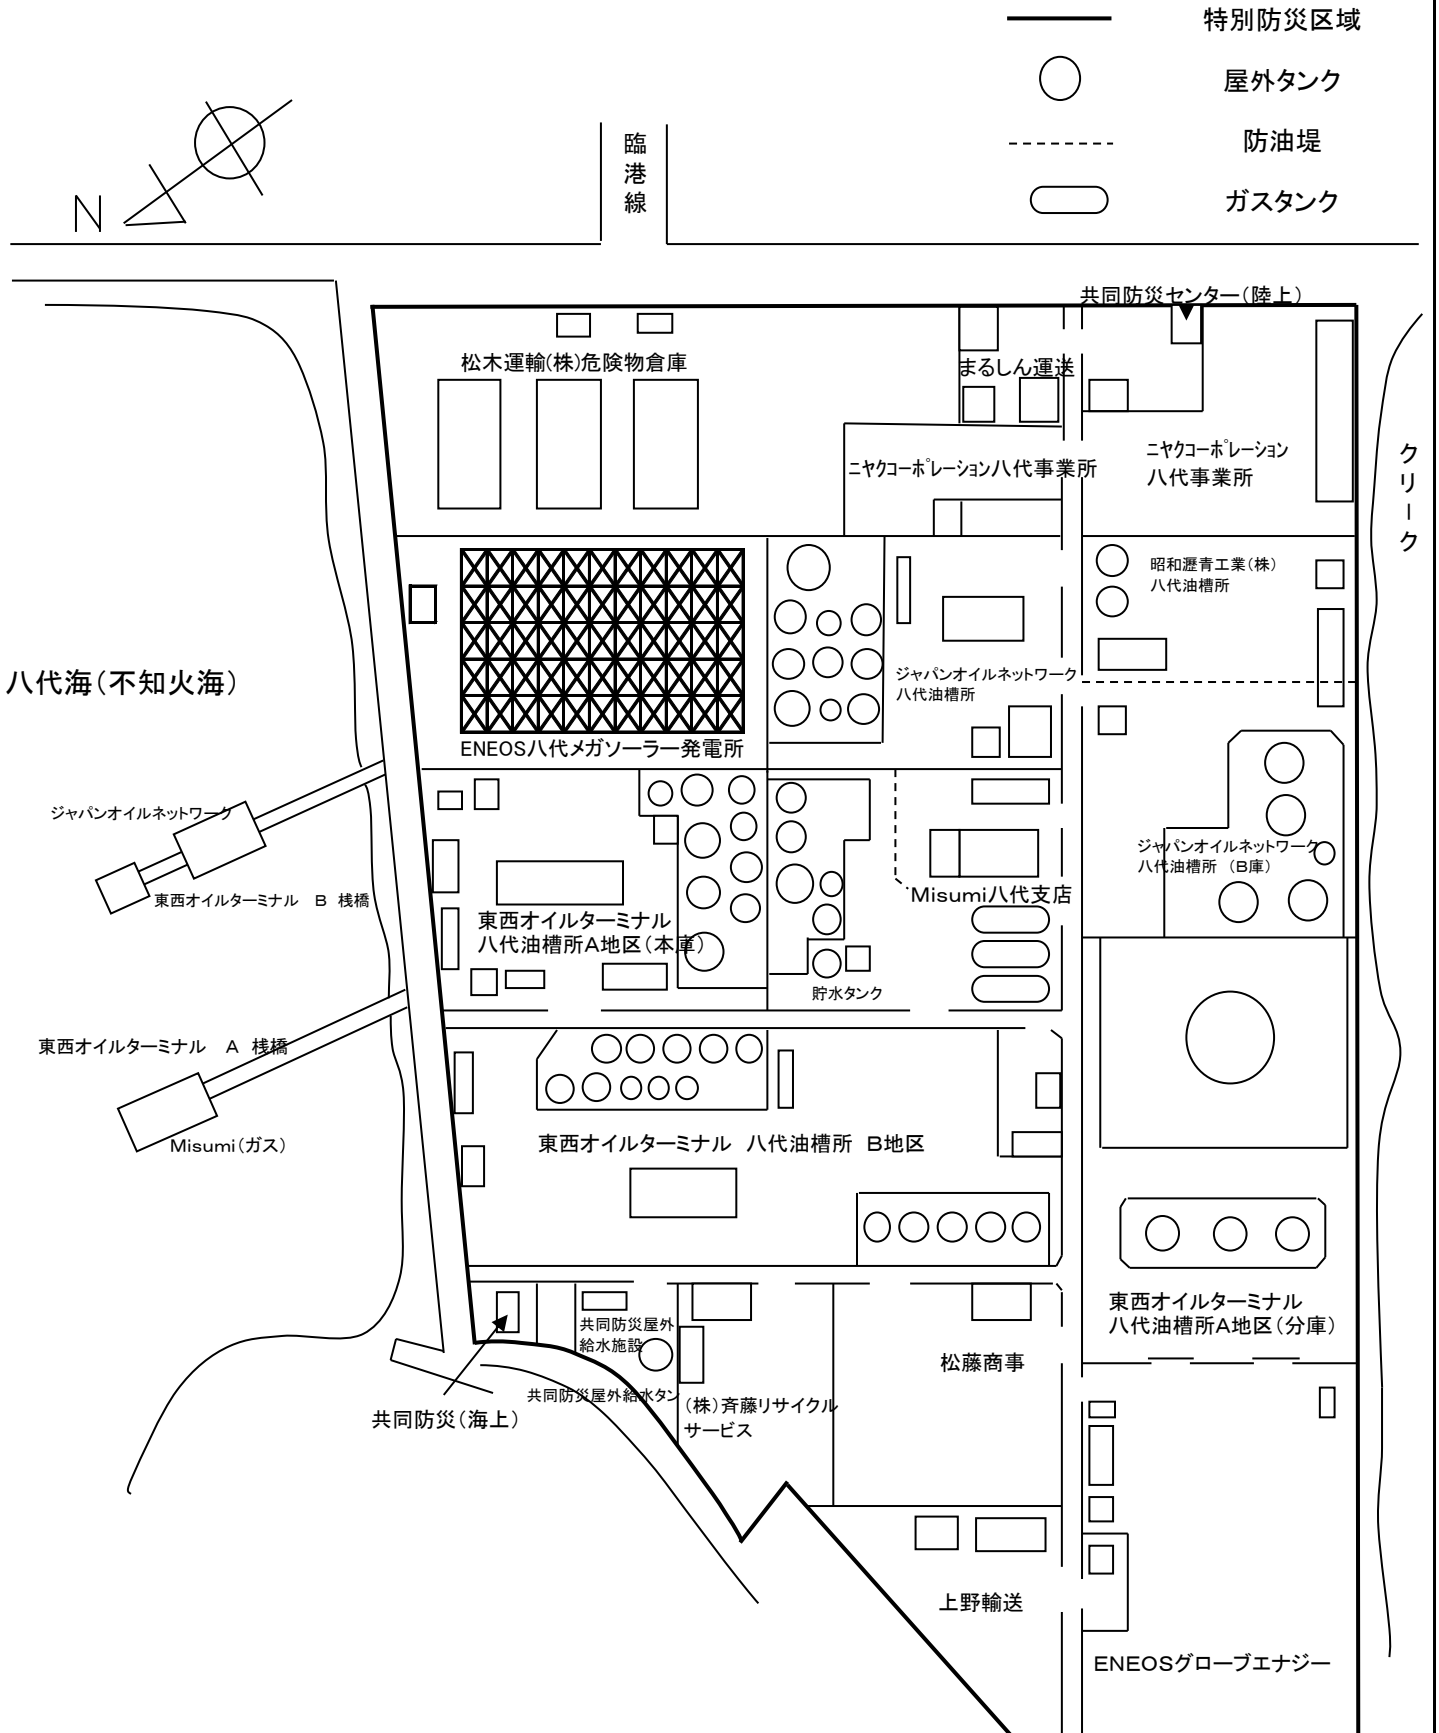 特別防災区域
屋外タンク
防油堤
ガスタンク
臨港線
N
共同防災センター(陸上)
松木運輸(株)危険物倉庫
まるしん運送
ニヤクコーポレーション八代事業所
ニヤクコーポレーション
八代事業所
クリーク
昭和瀝青工業(株)
八代油槽所
ジャパンオイルネットワーク
八代油槽所
八代海(不知火海)
ENEOS八代メガソーラー発電所
ジャパンオイルネットワーク
東西オイルターミナル B 桟橋
ジャパンオイルネットワーク
八代油槽所 (B庫)
Misumi八代支店
東西オイルターミナル
八代油槽所A地区(本庫)
貯水タンク
東西オイルターミナル A 桟橋
Misumi(ガス)
東西オイルターミナル 八代油槽所 B地区
東西オイルターミナル
八代油槽所A地区(分庫)
共同防災屋外
給水施設
松藤商事
共同防災屋外給水タン
(株)斉藤リサイクル
サービス
共同防災(海上)
上野輸送
ENEOSグローブエナジー